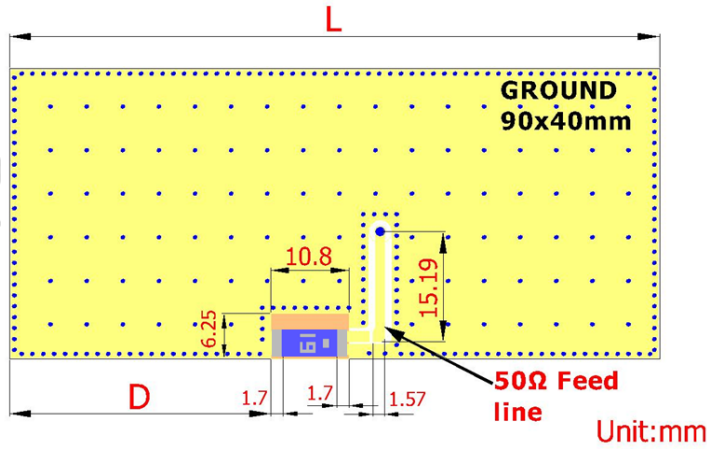 L
GROUND
90x40mm
10.8
15.19
6.25
D
1.7
1.7
1.57
50Ω Feed
line
Unit:mm